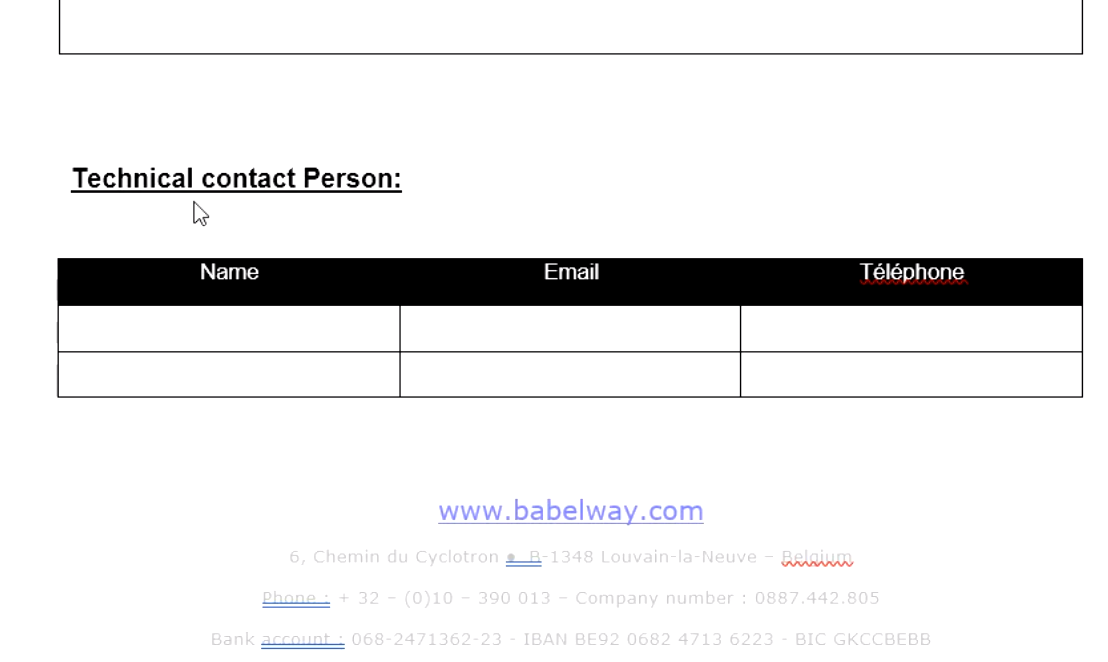 Technical contact Person:
Name Email Téléphone
www.babelway.com
6, Chemin du Cyclotron ● B-1348 Louvain-la-Neuve – Belgium
Phone : + 32 – (0)10 – 390 013 – Company number : 0887.442.805
Bank account : 068-2471362-23 - IBAN BE92 0682 4713 6223 - BIC GKCCBEBB